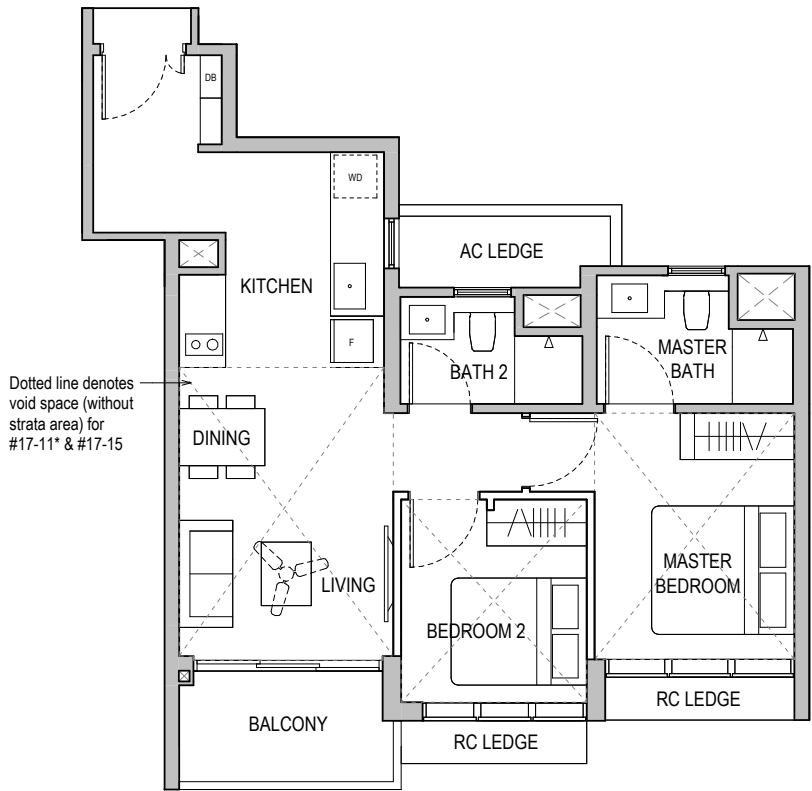 DB
WD
AC LEDGE
KITCHEN
F
BATH 2
MASTER
BATH
Dotted line denotes
void space (without
strata area) for
#17-11* & #17-15
DINING
LIVING
MASTER
BEDROOM
BEDROOM 2
RC LEDGE
BALCONY
RC LEDGE